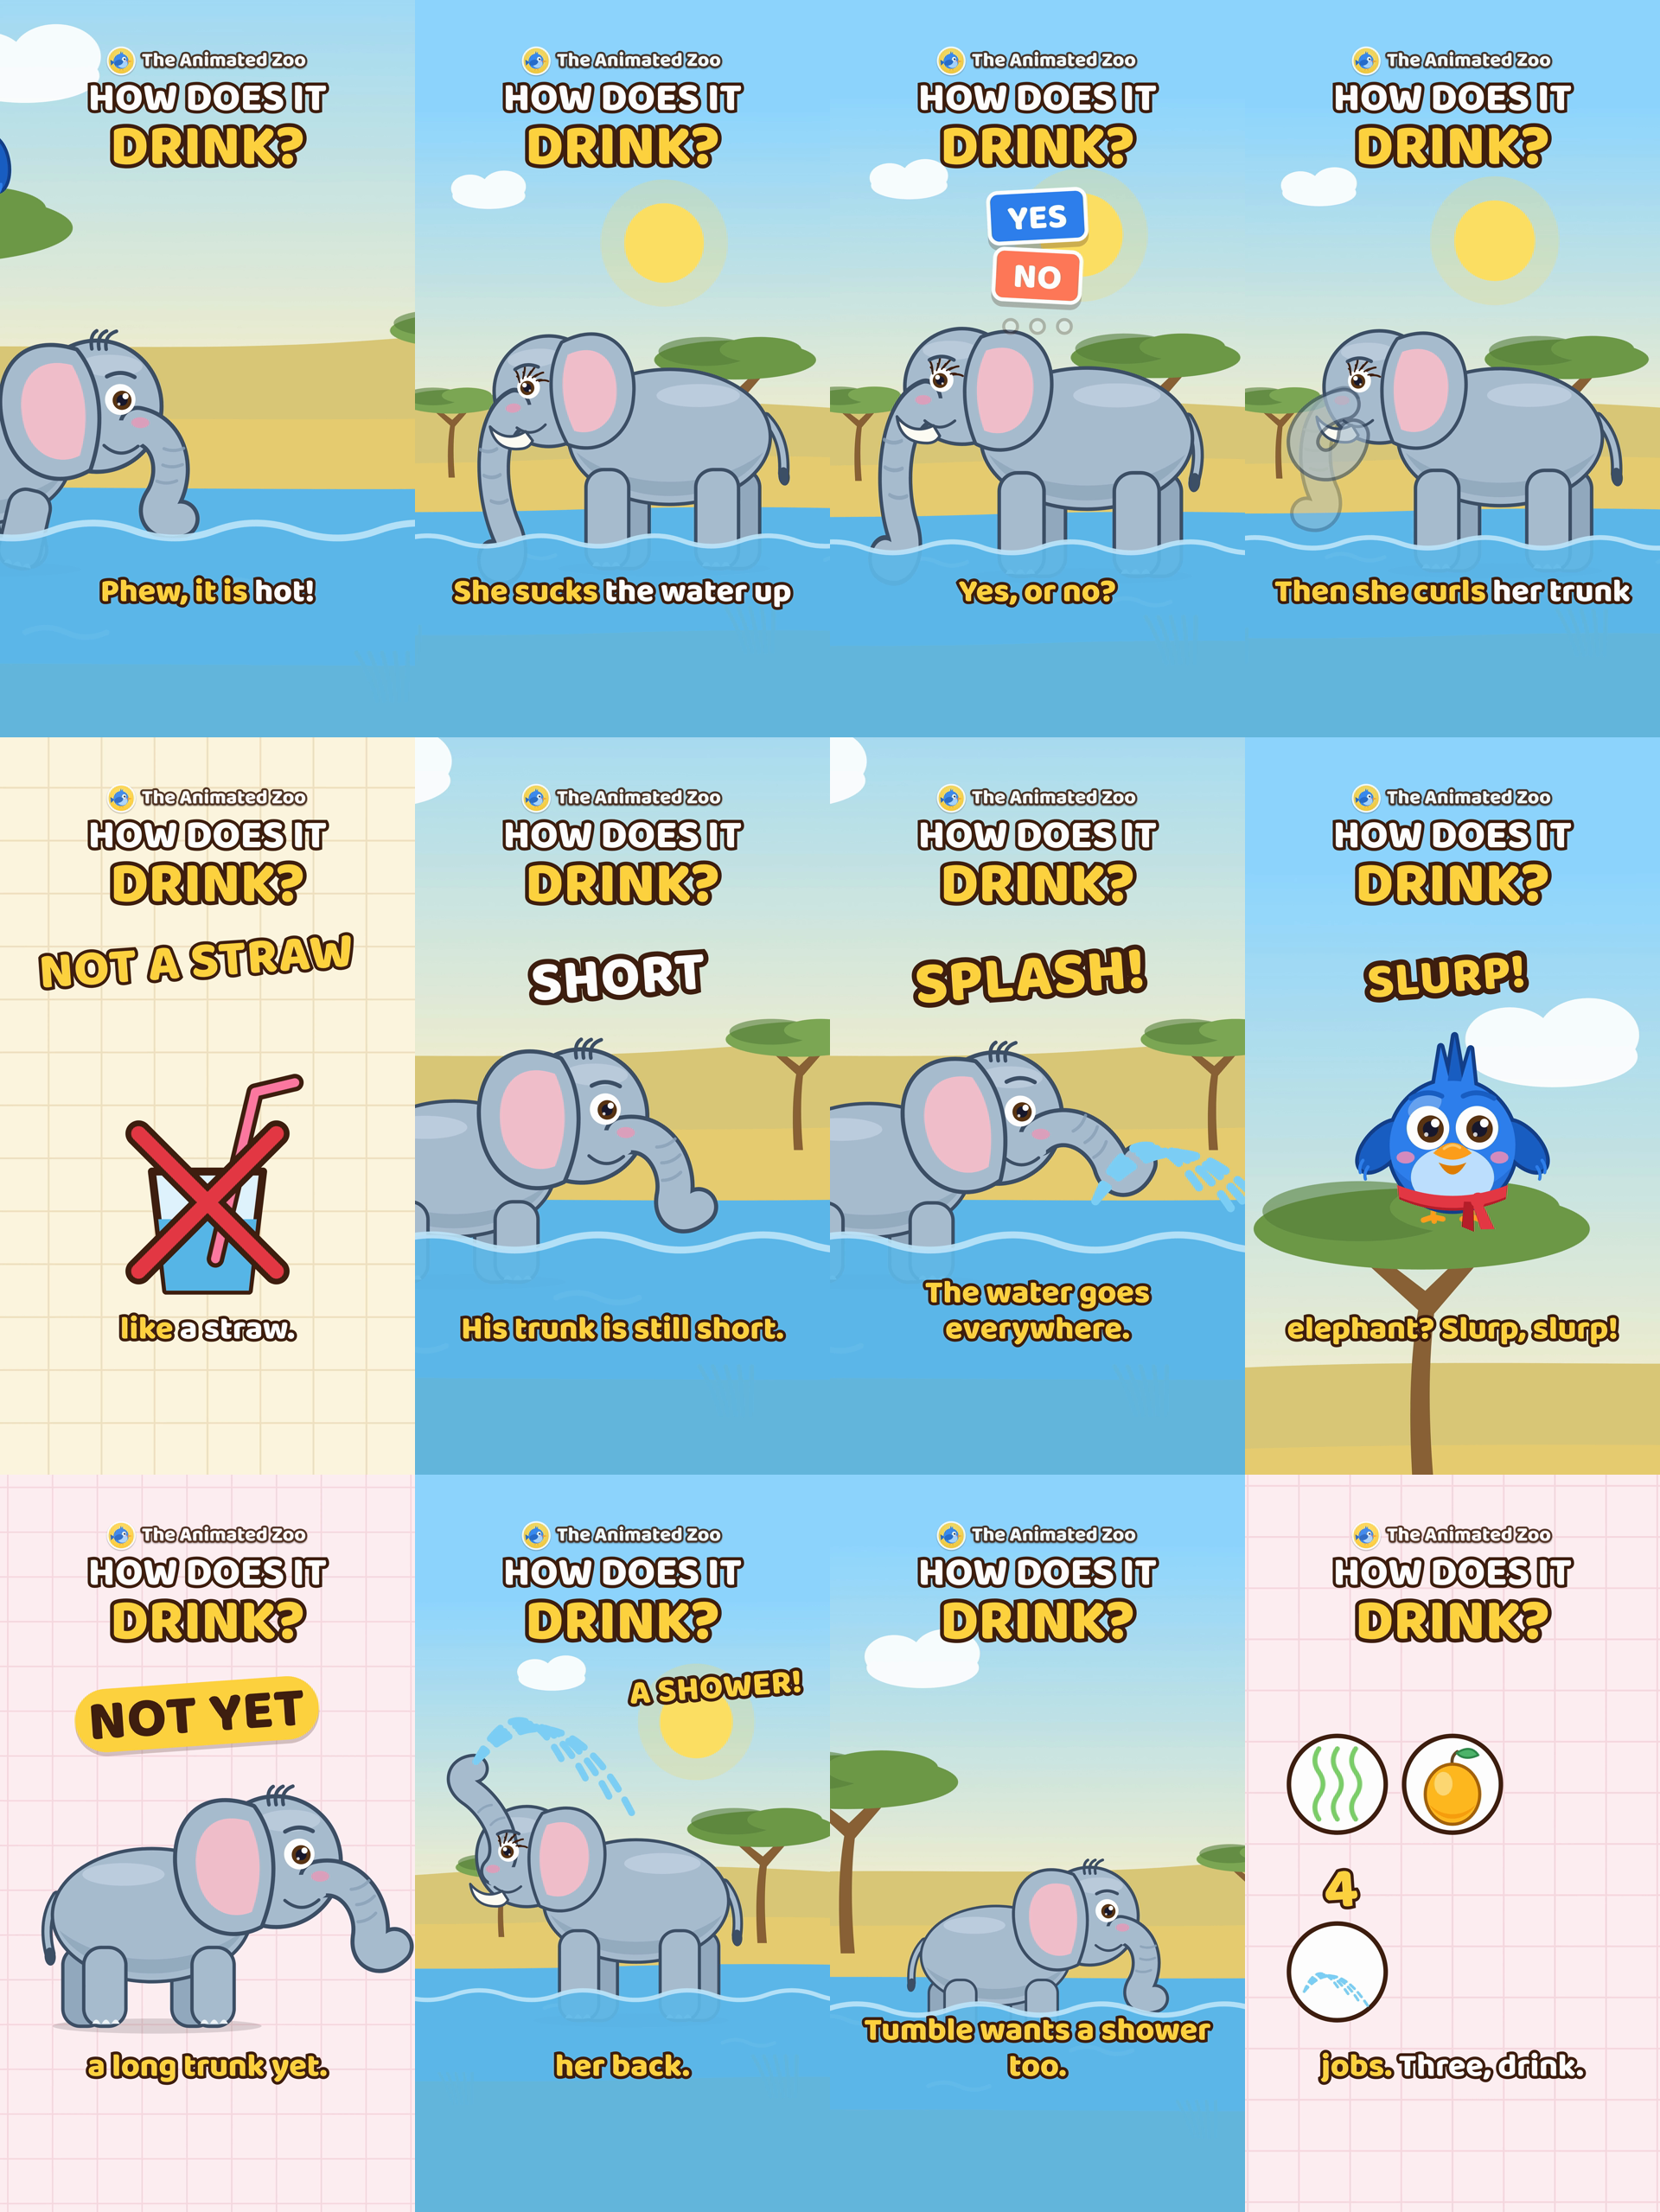 The Animated Zoo
HOW DOES IT
DRINK?
Phew, it is hot!
The Animated Zoo
HOW DOES IT
DRINK?
She sucks the water up
The Animated Zoo
HOW DOES IT
DRINK?
YES
NO
Yes, or no?
The Animated Zoo
HOW DOES IT
DRINK?
Then she curls her trunk
The Animated Zoo
HOW DOES IT
DRINK?
NOT A STRAW
like a straw.
The Animated Zoo
HOW DOES IT
DRINK?
SHORT
His trunk is still short.
The Animated Zoo
HOW DOES IT
DRINK?
SPLASH!
The water goes
everywhere.
The Animated Zoo
HOW DOES IT
DRINK?
SLURP!
elephant? Slurp, slurp!
The Animated Zoo
HOW DOES IT
DRINK?
NOT YET
a long trunk yet.
The Animated Zoo
HOW DOES IT
DRINK?
A SHOWER!
her back.
The Animated Zoo
HOW DOES IT
DRINK?
Tumble wants a shower
too.
The Animated Zoo
HOW DOES IT
DRINK?
4
jobs. Three, drink.